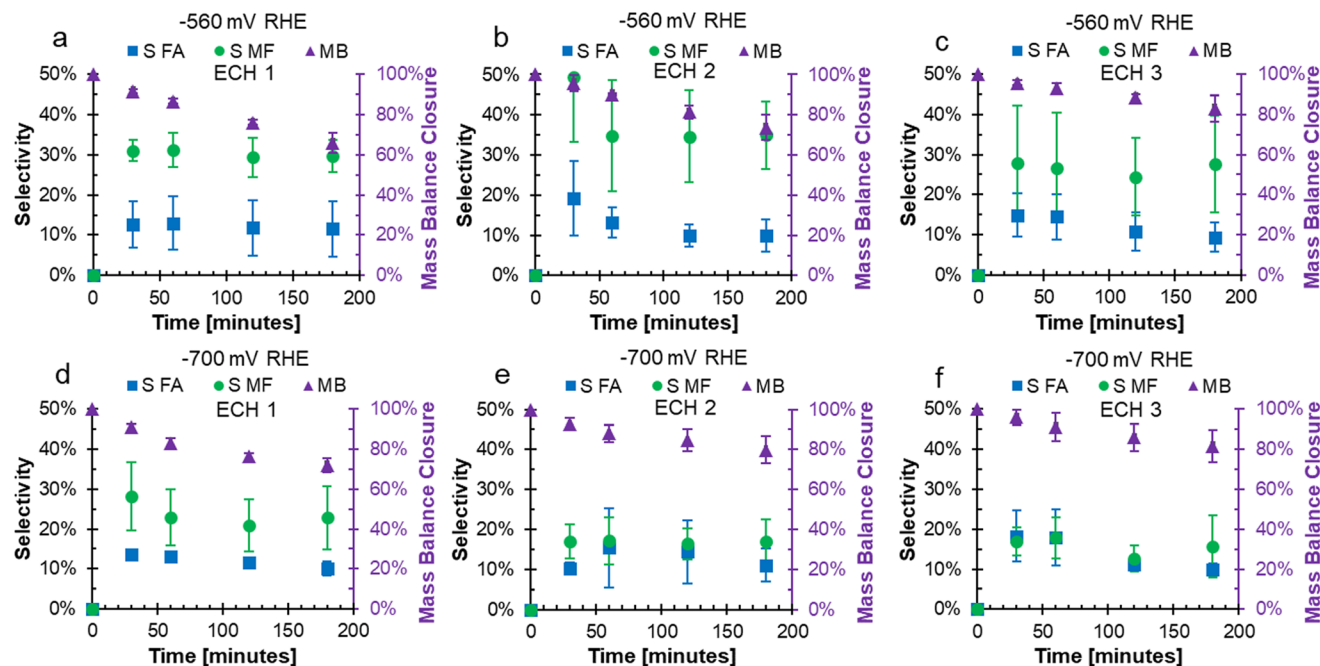 -560 mV RHE
a
S FA S MF MB
ECH 1
50% 100%
40% 80%
30% 60%
20% 40%
10% 20%
0% 0%
Selectivity
Mass Balance Closure
0 50 100 150 200
Time [minutes]
-560 mV RHE
b
S FA S MF MB
ECH 2
50% 100%
40% 80%
30% 60%
20% 40%
10% 20%
0% 0%
Selectivity
Mass Balance Closure
0 50 100 150 200
Time [minutes]
-560 mV RHE
c
S FA S MF MB
ECH 3
50% 100%
40% 80%
30% 60%
20% 40%
10% 20%
0% 0%
Selectivity
Mass Balance Closure
0 50 100 150 200
Time [minutes]
-700 mV RHE
d
S FA S MF MB
ECH 1
50% 100%
40% 80%
30% 60%
20% 40%
10% 20%
0% 0%
Selectivity
Mass Balance Closure
0 50 100 150 200
Time [minutes]
-700 mV RHE
e
S FA S MF MB
ECH 2
50% 100%
40% 80%
30% 60%
20% 40%
10% 20%
0% 0%
Selectivity
Mass Balance Closure
0 50 100 150 200
Time [minutes]
-700 mV RHE
f
S FA S MF MB
ECH 3
50% 100%
40% 80%
30% 60%
20% 40%
10% 20%
0% 0%
Selectivity
Mass Balance Closure
0 50 100 150 200
Time [minutes]